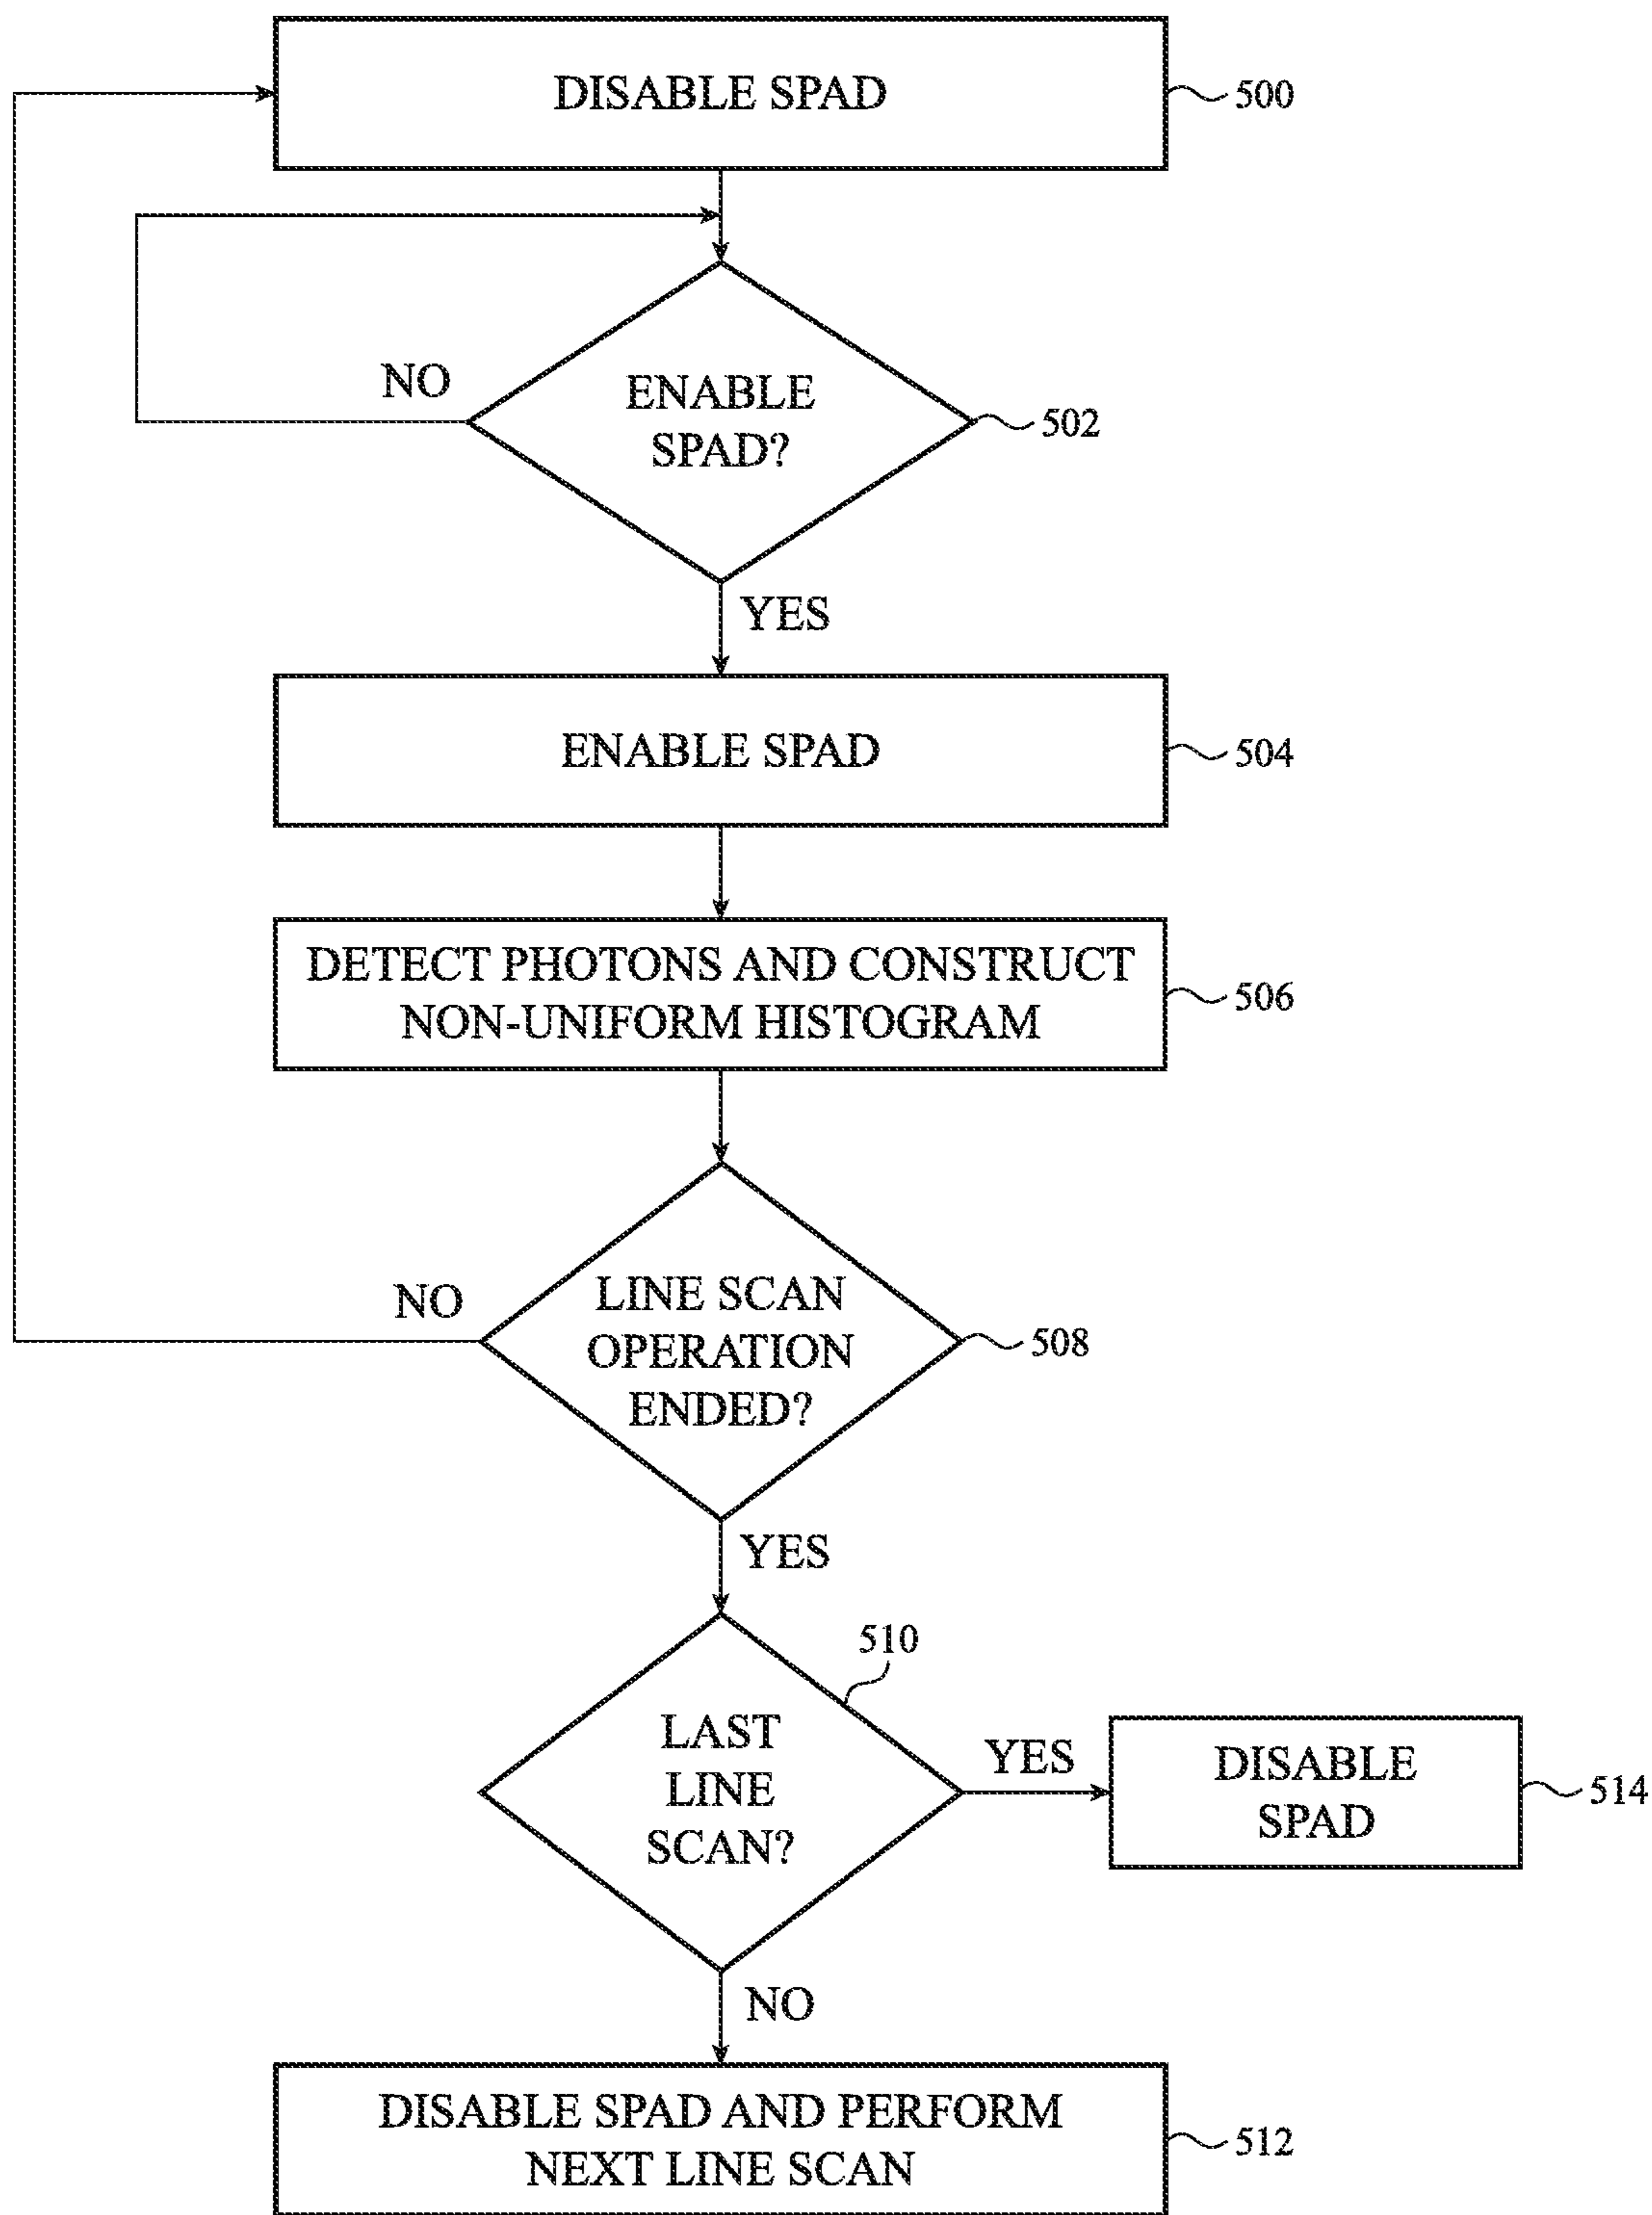 DISABLE SPAD
500
NO
ENABLE
SPAD?
502
YES
ENABLE SPAD
504
DETECT PHOTONS AND CONSTRUCT
NON-UNIFORM HISTOGRAM
506
NO
LINE SCAN
OPERATION
ENDED?
508
YES
510
LAST
LINE
SCAN?
YES
DISABLE
SPAD
514
NO
DISABLE SPAD AND PERFORM
NEXT LINE SCAN
512